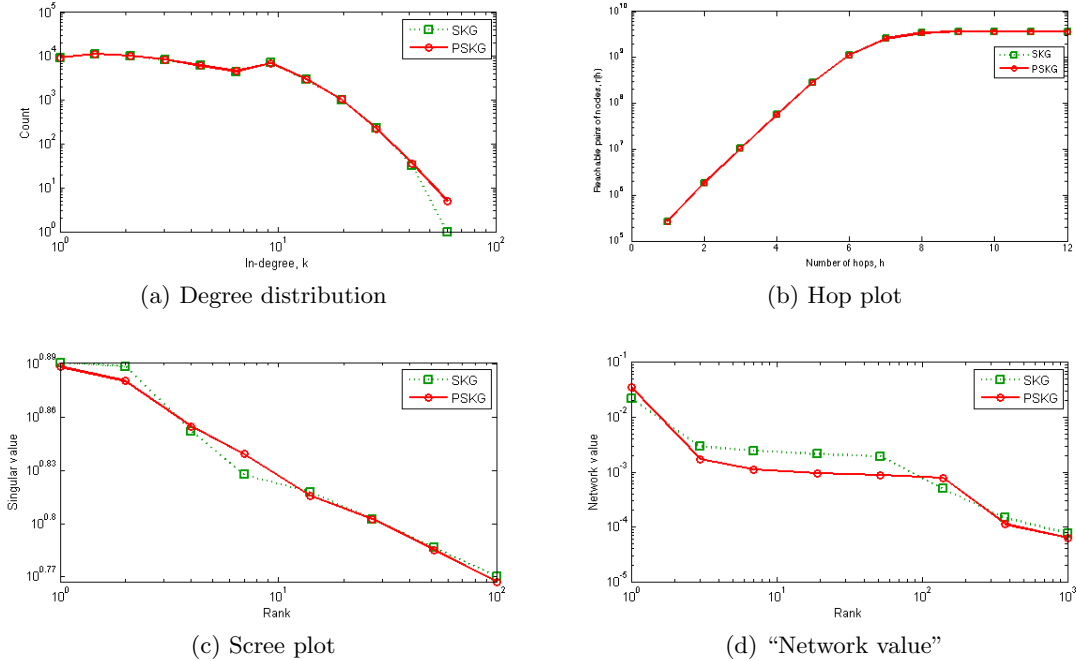 10^5
10^4
10^3
10^2
10^1
10^0
Count
SKG
PSKG
10^0 10^1 10^2
In-degree, k
(a) Degree distribution
10^10
10^9
10^8
10^7
10^6
10^5
Reachable pairs of nodes, r(h)
SKG
PSKG
0 2 4 6 8 10 12
Number of hops, h
(b) Hop plot
10^0.89
10^0.86
10^0.83
10^0.8
10^0.77
Singular value
SKG
PSKG
10^0 10^1 10^2
Rank
(c) Scree plot
10^-1
10^-2
10^-3
10^-4
10^-5
Network value
SKG
PSKG
10^0 10^1 10^2 10^3
Rank
(d) “Network value”